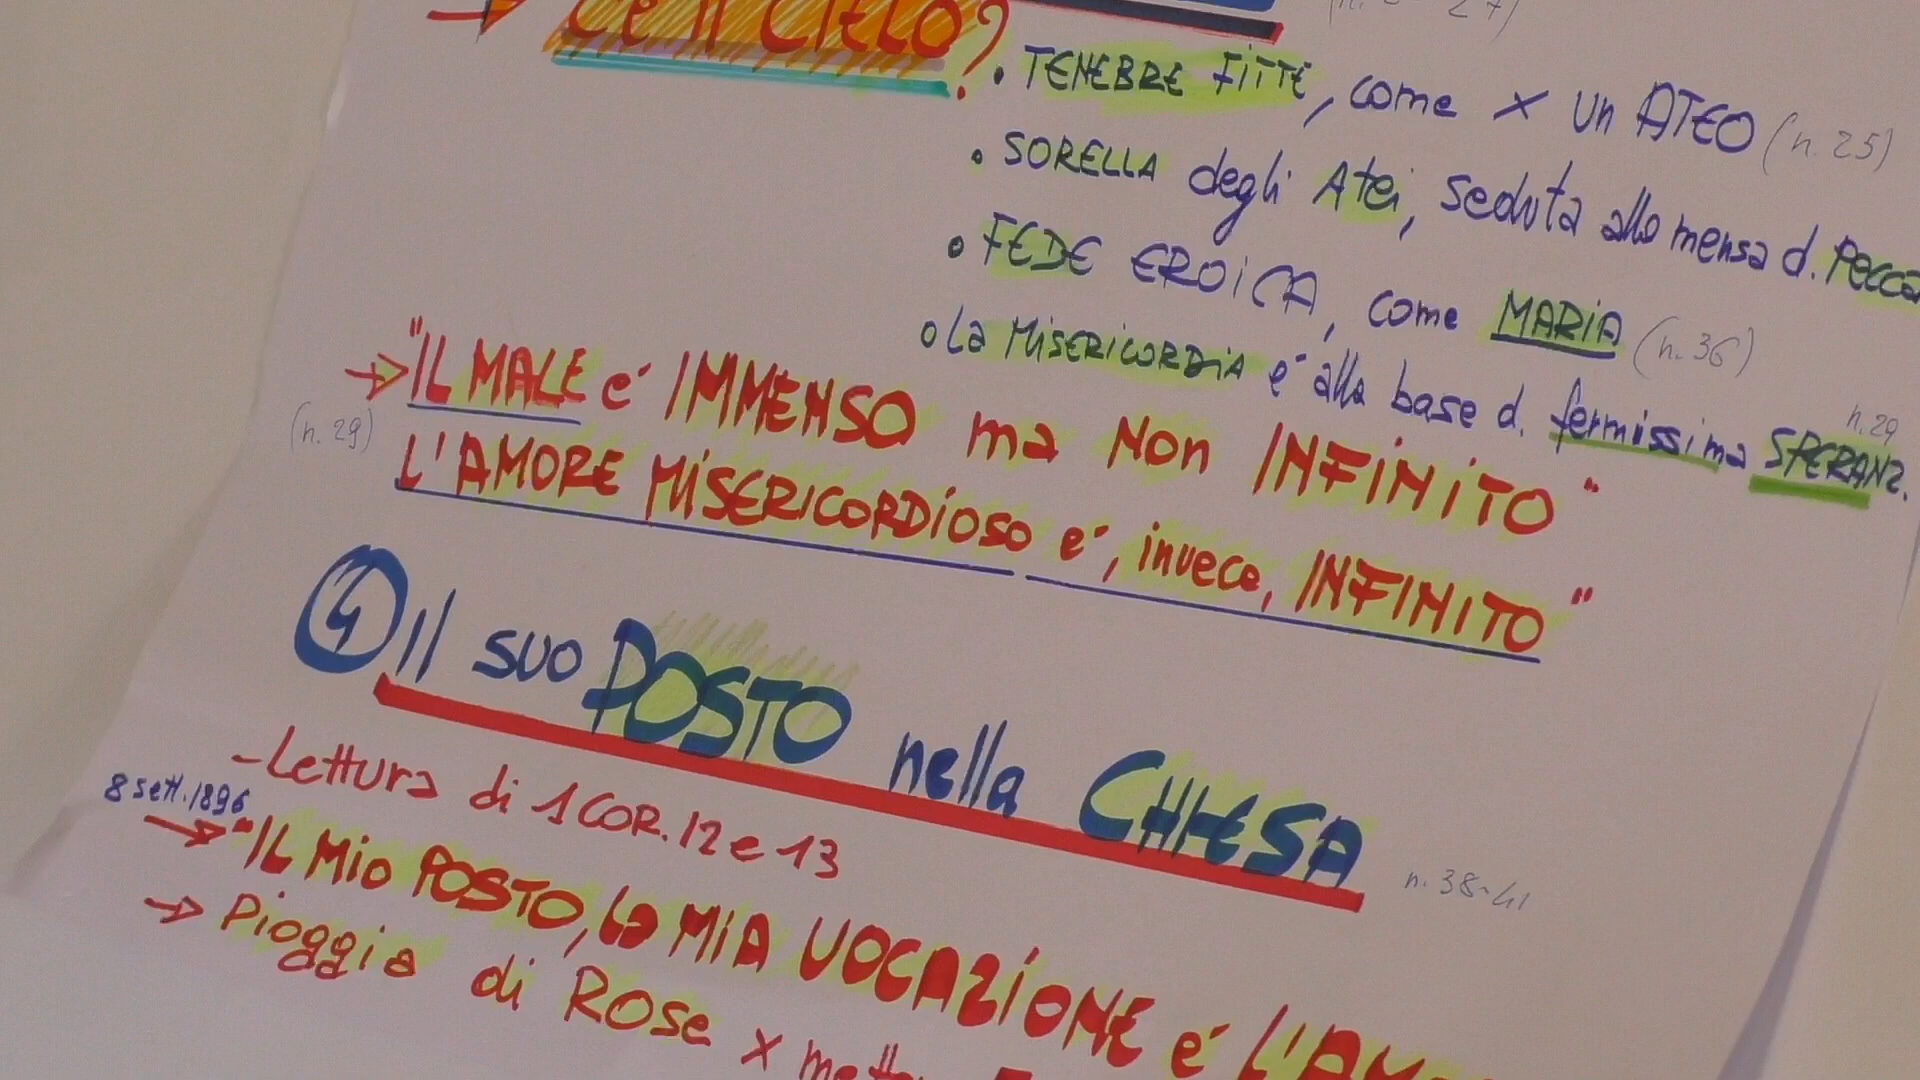 C'è il CIELO?
• TENEBRE FITTE, come x un ATEO (n. 25)
• SORELLA degli Atei, seduta alla mensa d.
• FEDE EROICA, come MARIA (n. 36)
• La MISERICORDIA è alla base d. fermissima SPERANZ.
n. 29
→ "IL MALE e' IMMENSO ma NON INFINITO"
(n. 29)
L'AMORE MISERICORDIOSO e', invece, INFINITO"
4 Il suo POSTO nella CHIESA
n. 38-41
- Lettura di 1 COR. 12 e 13
8 sett. 1896
→ "IL MIO POSTO, la MIA VOCAZIONE e' L'AM
→ Pioggia di Rose x